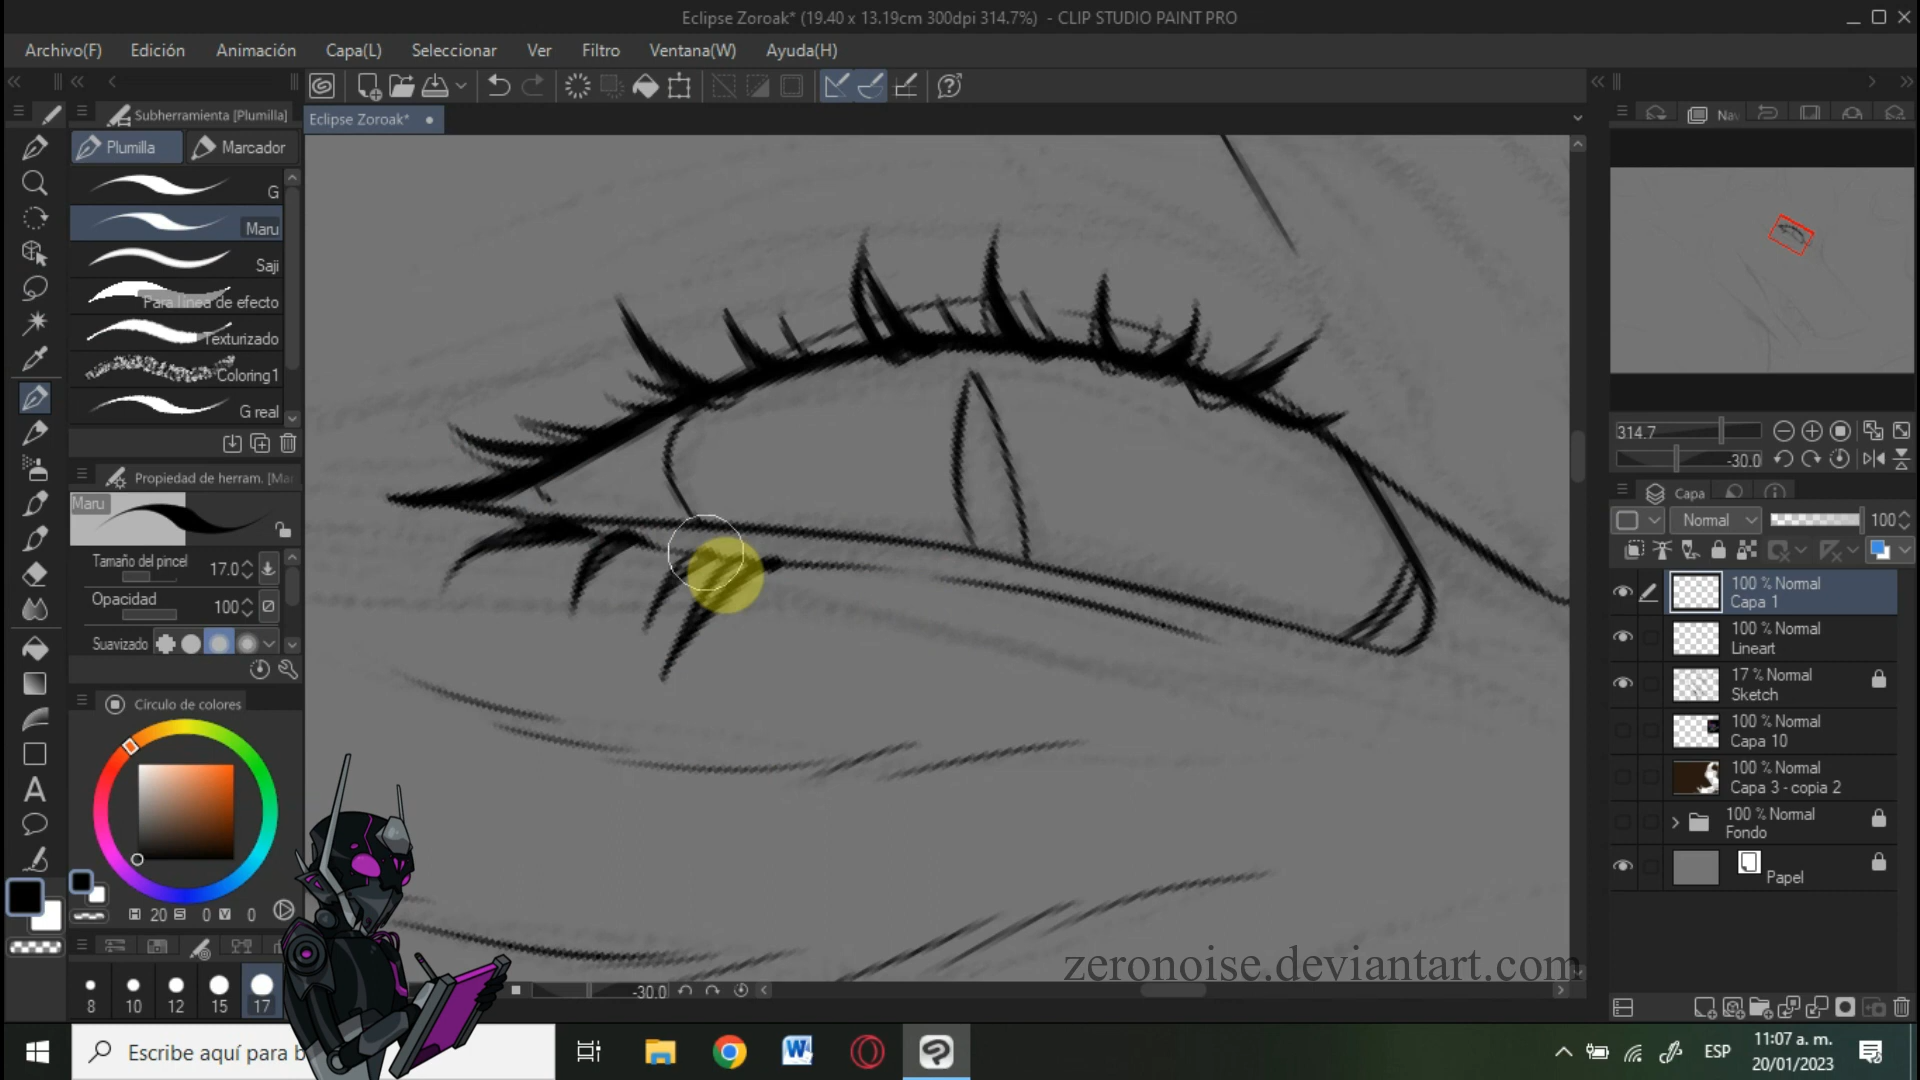 Eclipse Zoroak* (19.40 x 13.19cm 300dpi 314.7%) - CLIP STUDIO PAINT PRO
Archivo(F) Edición Animación Capa(L) Seleccionar Ver Filtro Ventana(W) Ayuda(H)
Subherramienta [Plumilla]
Eclipse Zoroak*
Plumilla Marcador
G
Maru
Saji
Para línea de efecto
Texturizado
Coloring1
G real
Propiedad de herram. [Mar
Maru
Tamaño del pincel 17.0
Opacidad 100
Suavizado
Círculo de colores
H 20 S 0 V 0
8 10 12 15 17
-30.0
zeronoise.deviantart.com
314.7
-30.0
Capa
Normal 100
100 % Normal
Capa 1
100 % Normal
Lineart
17 % Normal
Sketch
100 % Normal
Capa 10
100 % Normal
Capa 3 - copia 2
100 % Normal
Fondo
Papel
Escribe aquí para b
ESP
11:07 a. m.
20/01/2023